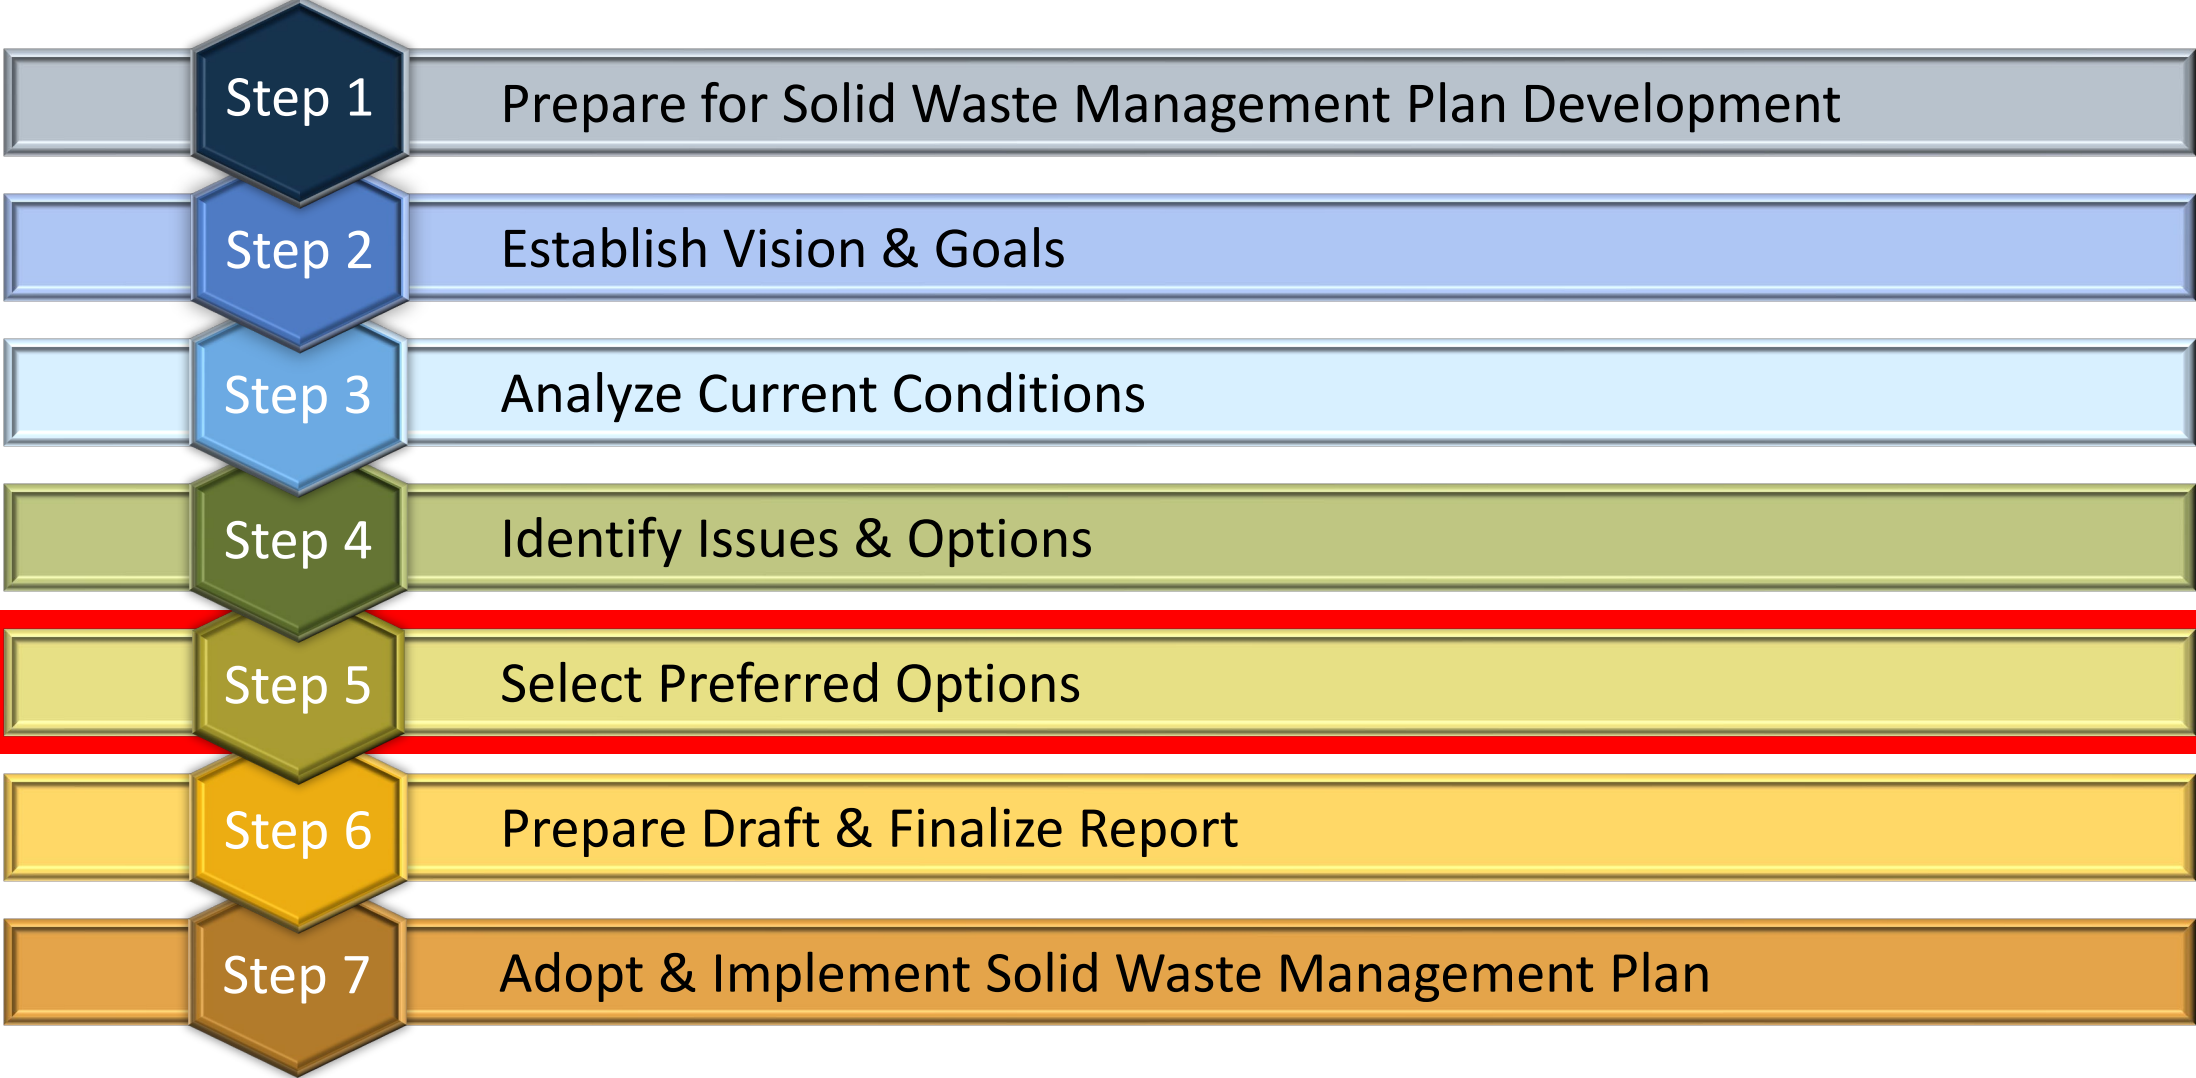 Step 1 Prepare for Solid Waste Management Plan Development
Step 2 Establish Vision & Goals
Step 3 Analyze Current Conditions
Step 4 Identify Issues & Options
Step 5 Select Preferred Options
Step 6 Prepare Draft & Finalize Report
Step 7 Adopt & Implement Solid Waste Management Plan